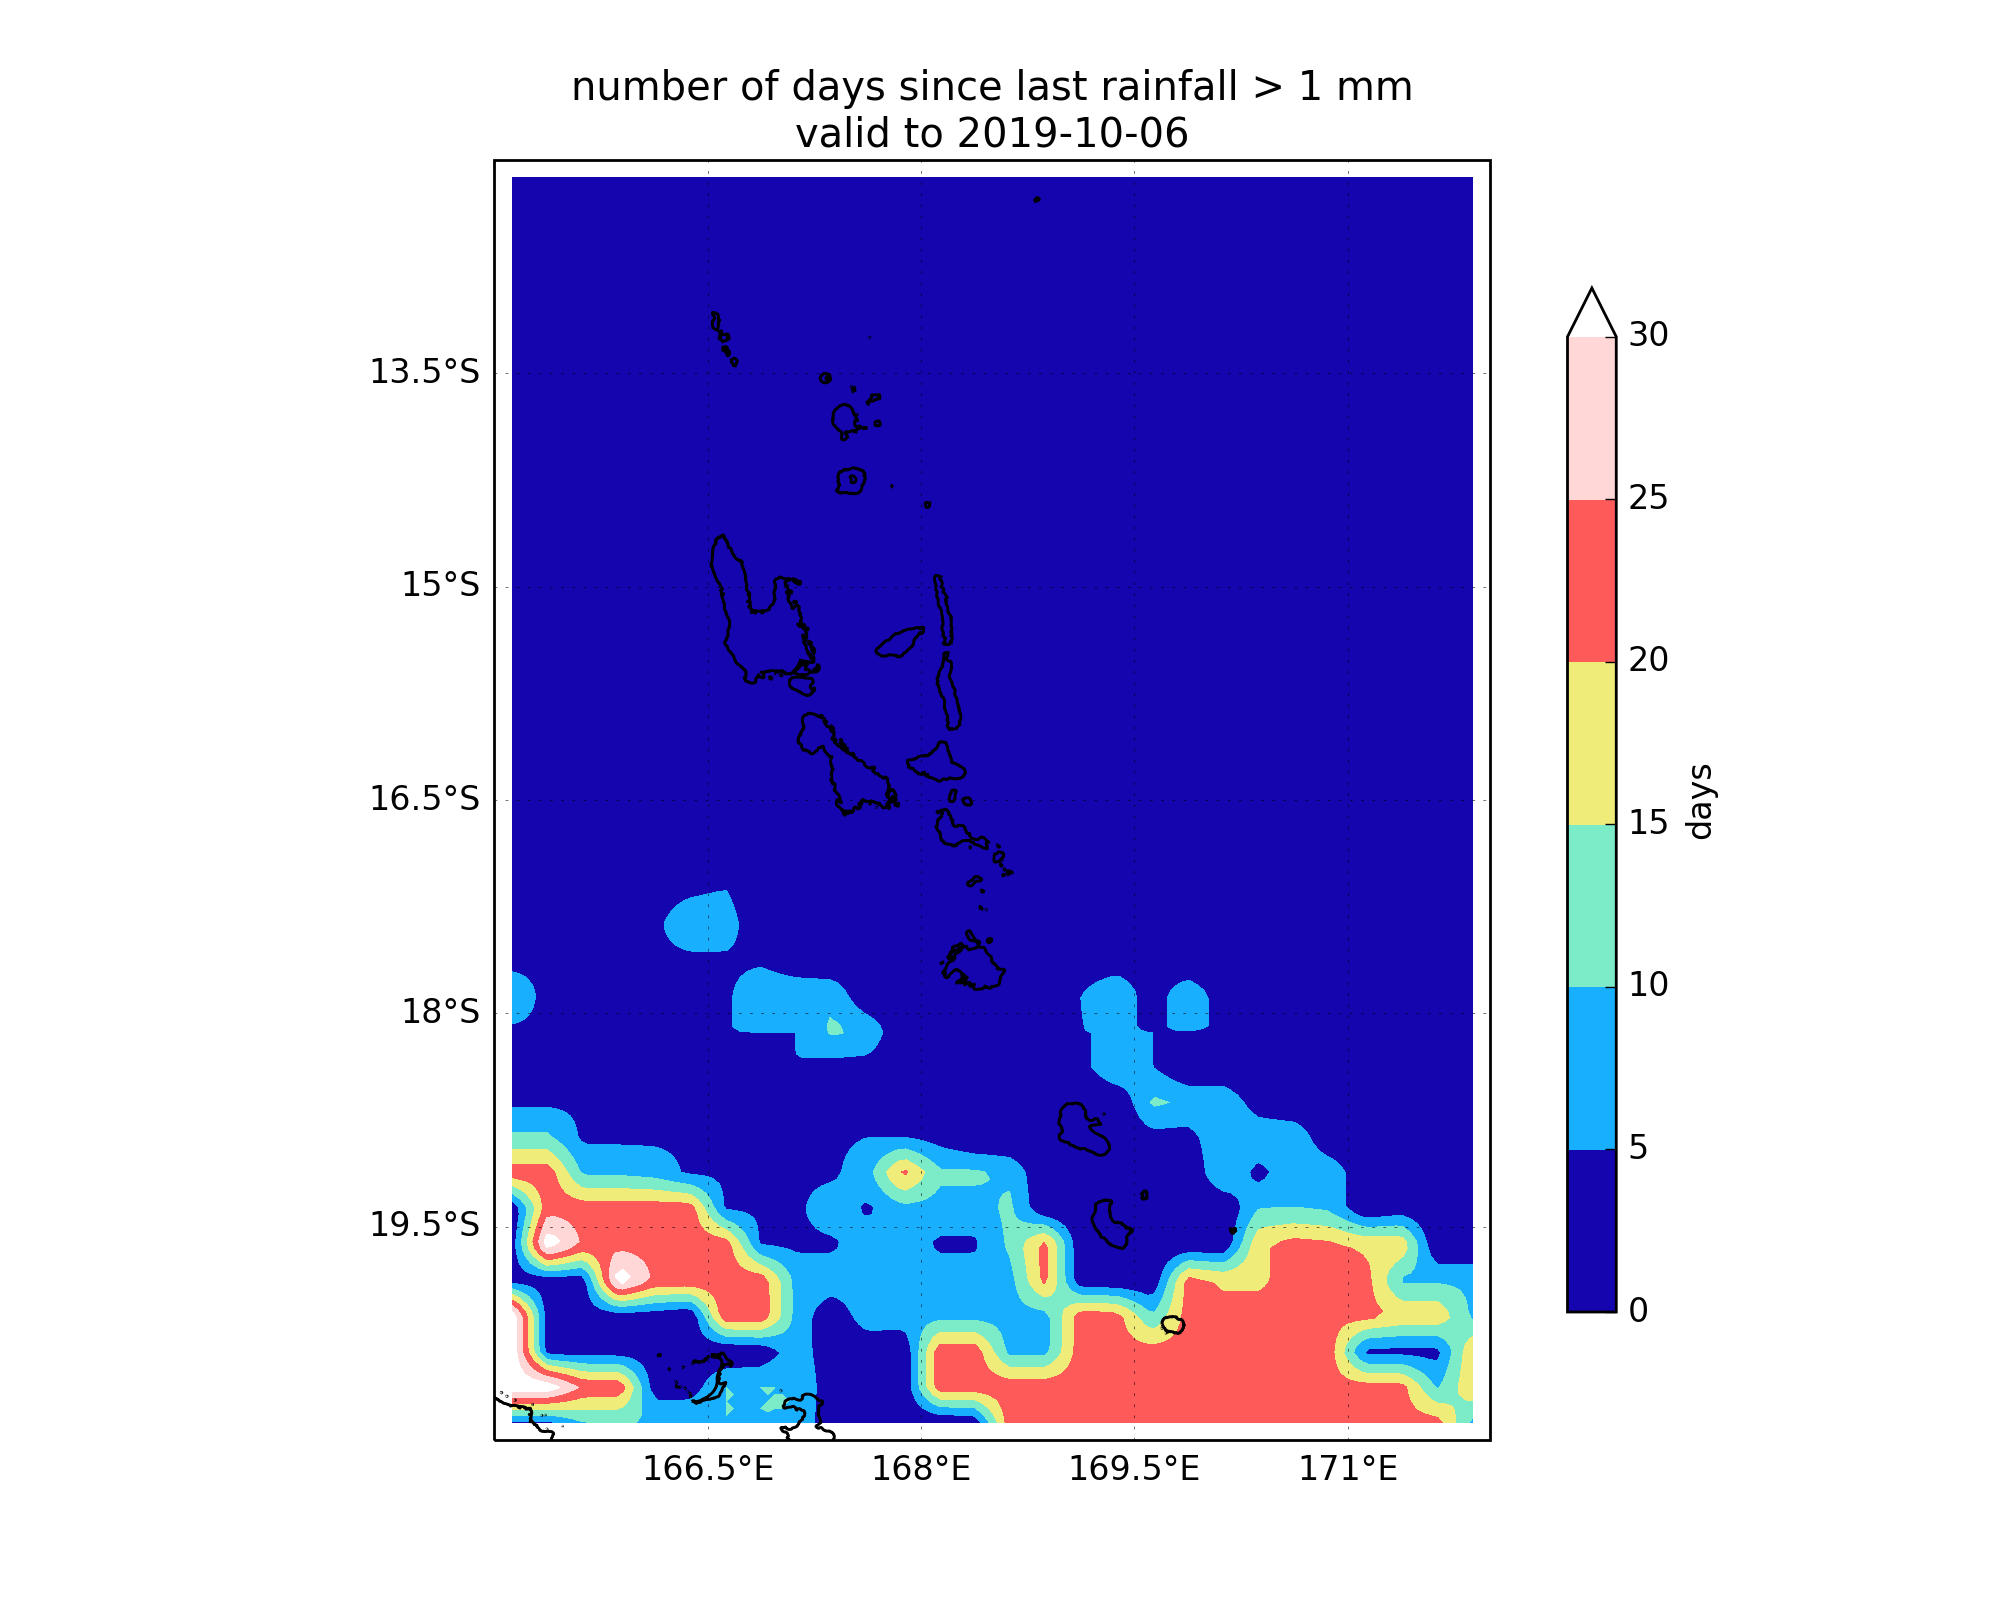 number of days since last rainfall > 1 mm
valid to 2019-10-06
13.5°S
15°S
16.5°S
18°S
19.5°S
166.5°E
168°E
169.5°E
171°E
30
25
20
15
10
5
0
days